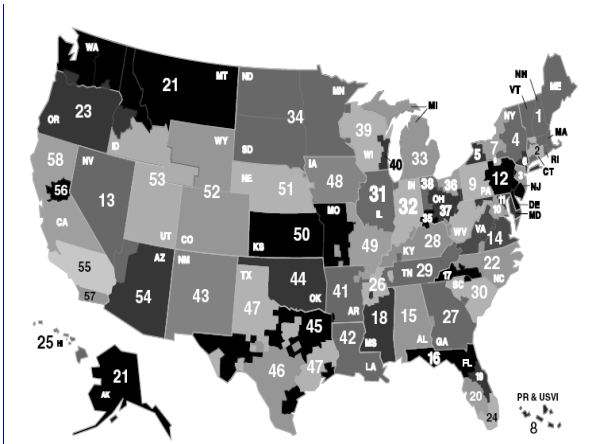 WA
MT
ND
MN
NH
VT
ME
21
1
MI
NY
MA
23
34
39
7
4
OR
WY
33
5
2
RI
ID
SD
WI
40
CT
58
NV
IA
48
9
12
3
NJ
56
53
52
NE
51
31
IN
38
36
PA
11
DE
13
MO
IL
32
OH
37
10
MD
CA
UT
CO
KS
50
35
WV
VA
14
49
KY
28
55
AZ
NM
TX
44
TN
29
17
22
NC
57
54
43
47
OK
41
26
SC
30
AR
18
15
27
25
HI
45
42
MS
AL
GA
21
46
47
LA
16
FL
AK
19
20
24
PR & USVI
8